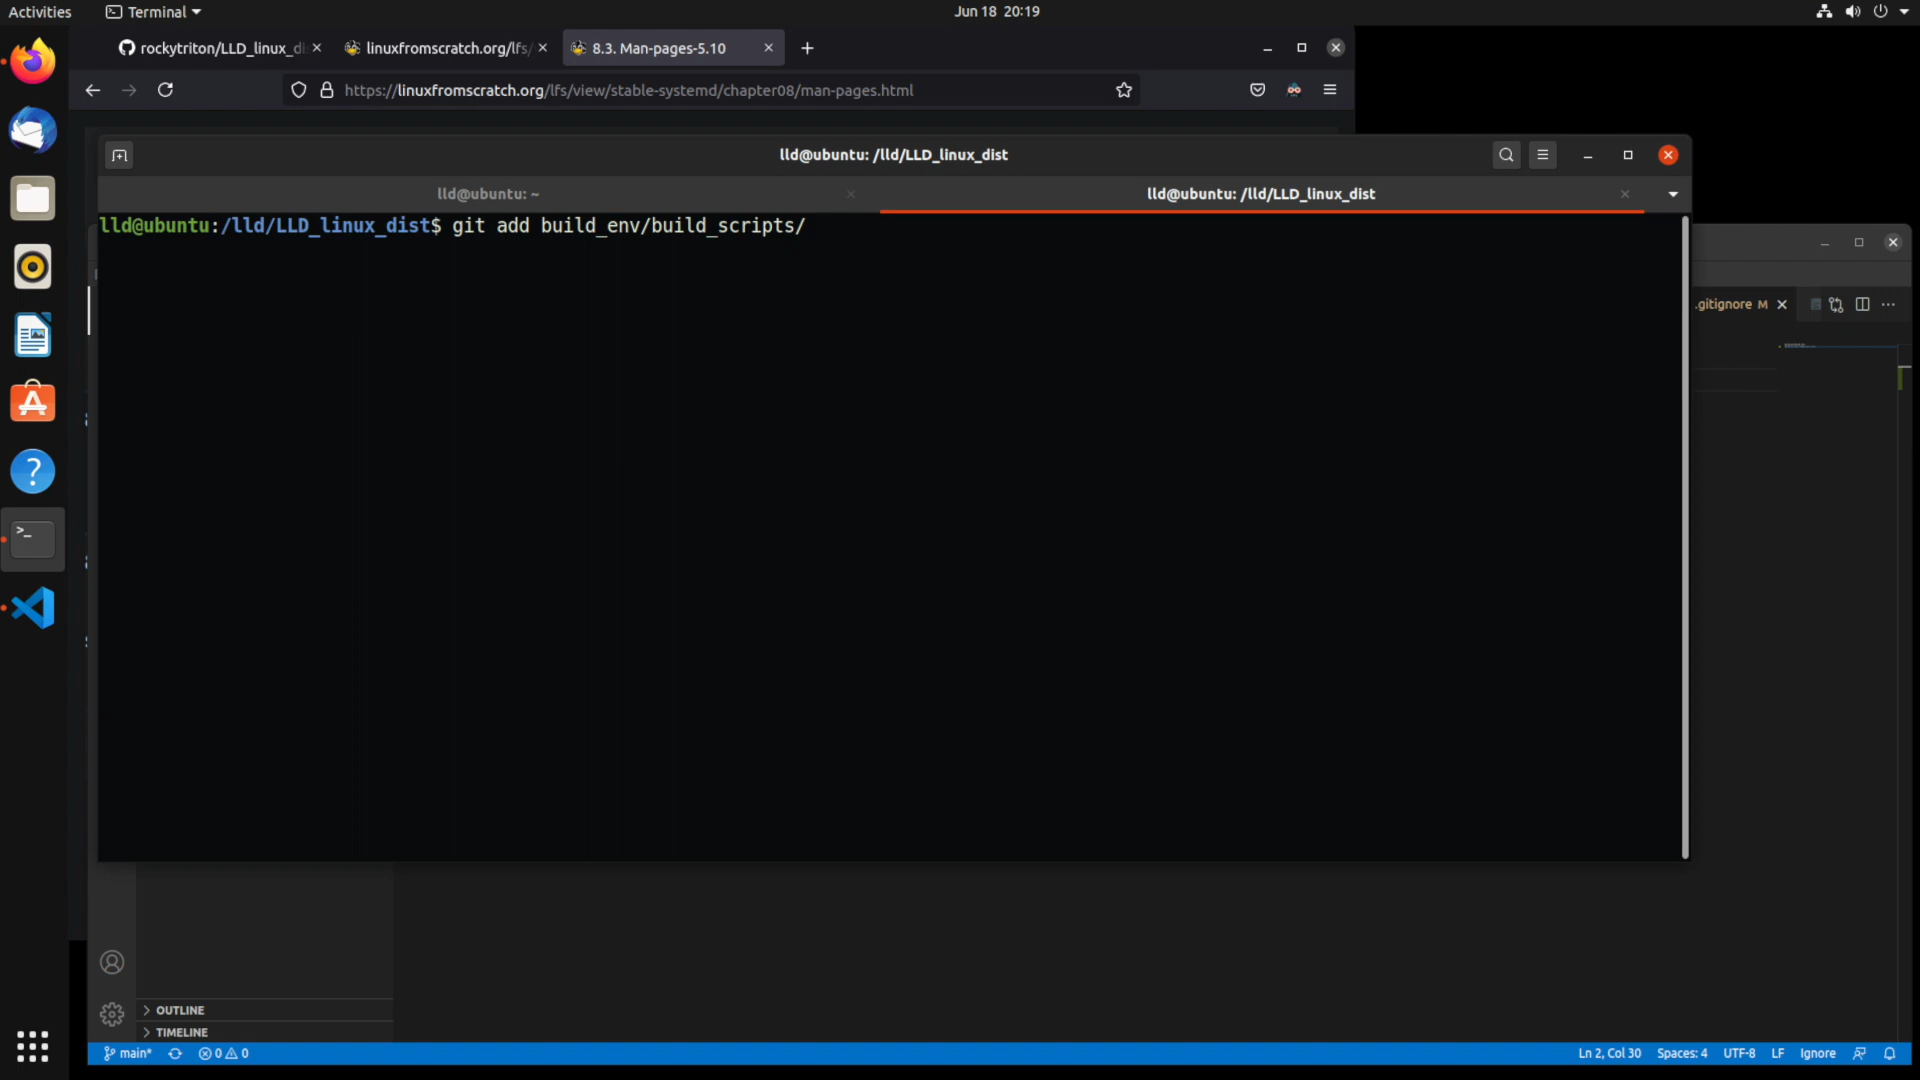 Activities
Terminal
Jun 18 20:19
rockytriton/LLD_linux_di
linuxfromscratch.org/lfs/
8.3. Man-pages-5.10
https://linuxfromscratch.org/lfs/view/stable-systemd/chapter08/man-pages.html
lld@ubuntu: /lld/LLD_linux_dist
lld@ubuntu: ~
lld@ubuntu: /lld/LLD_linux_dist
lld@ubuntu:/lld/LLD_linux_dist$ git add build_env/build_scripts/
.gitignore M
OUTLINE
TIMELINE
main*
0
0
Ln 2, Col 30
Spaces: 4
UTF-8
LF
Ignore